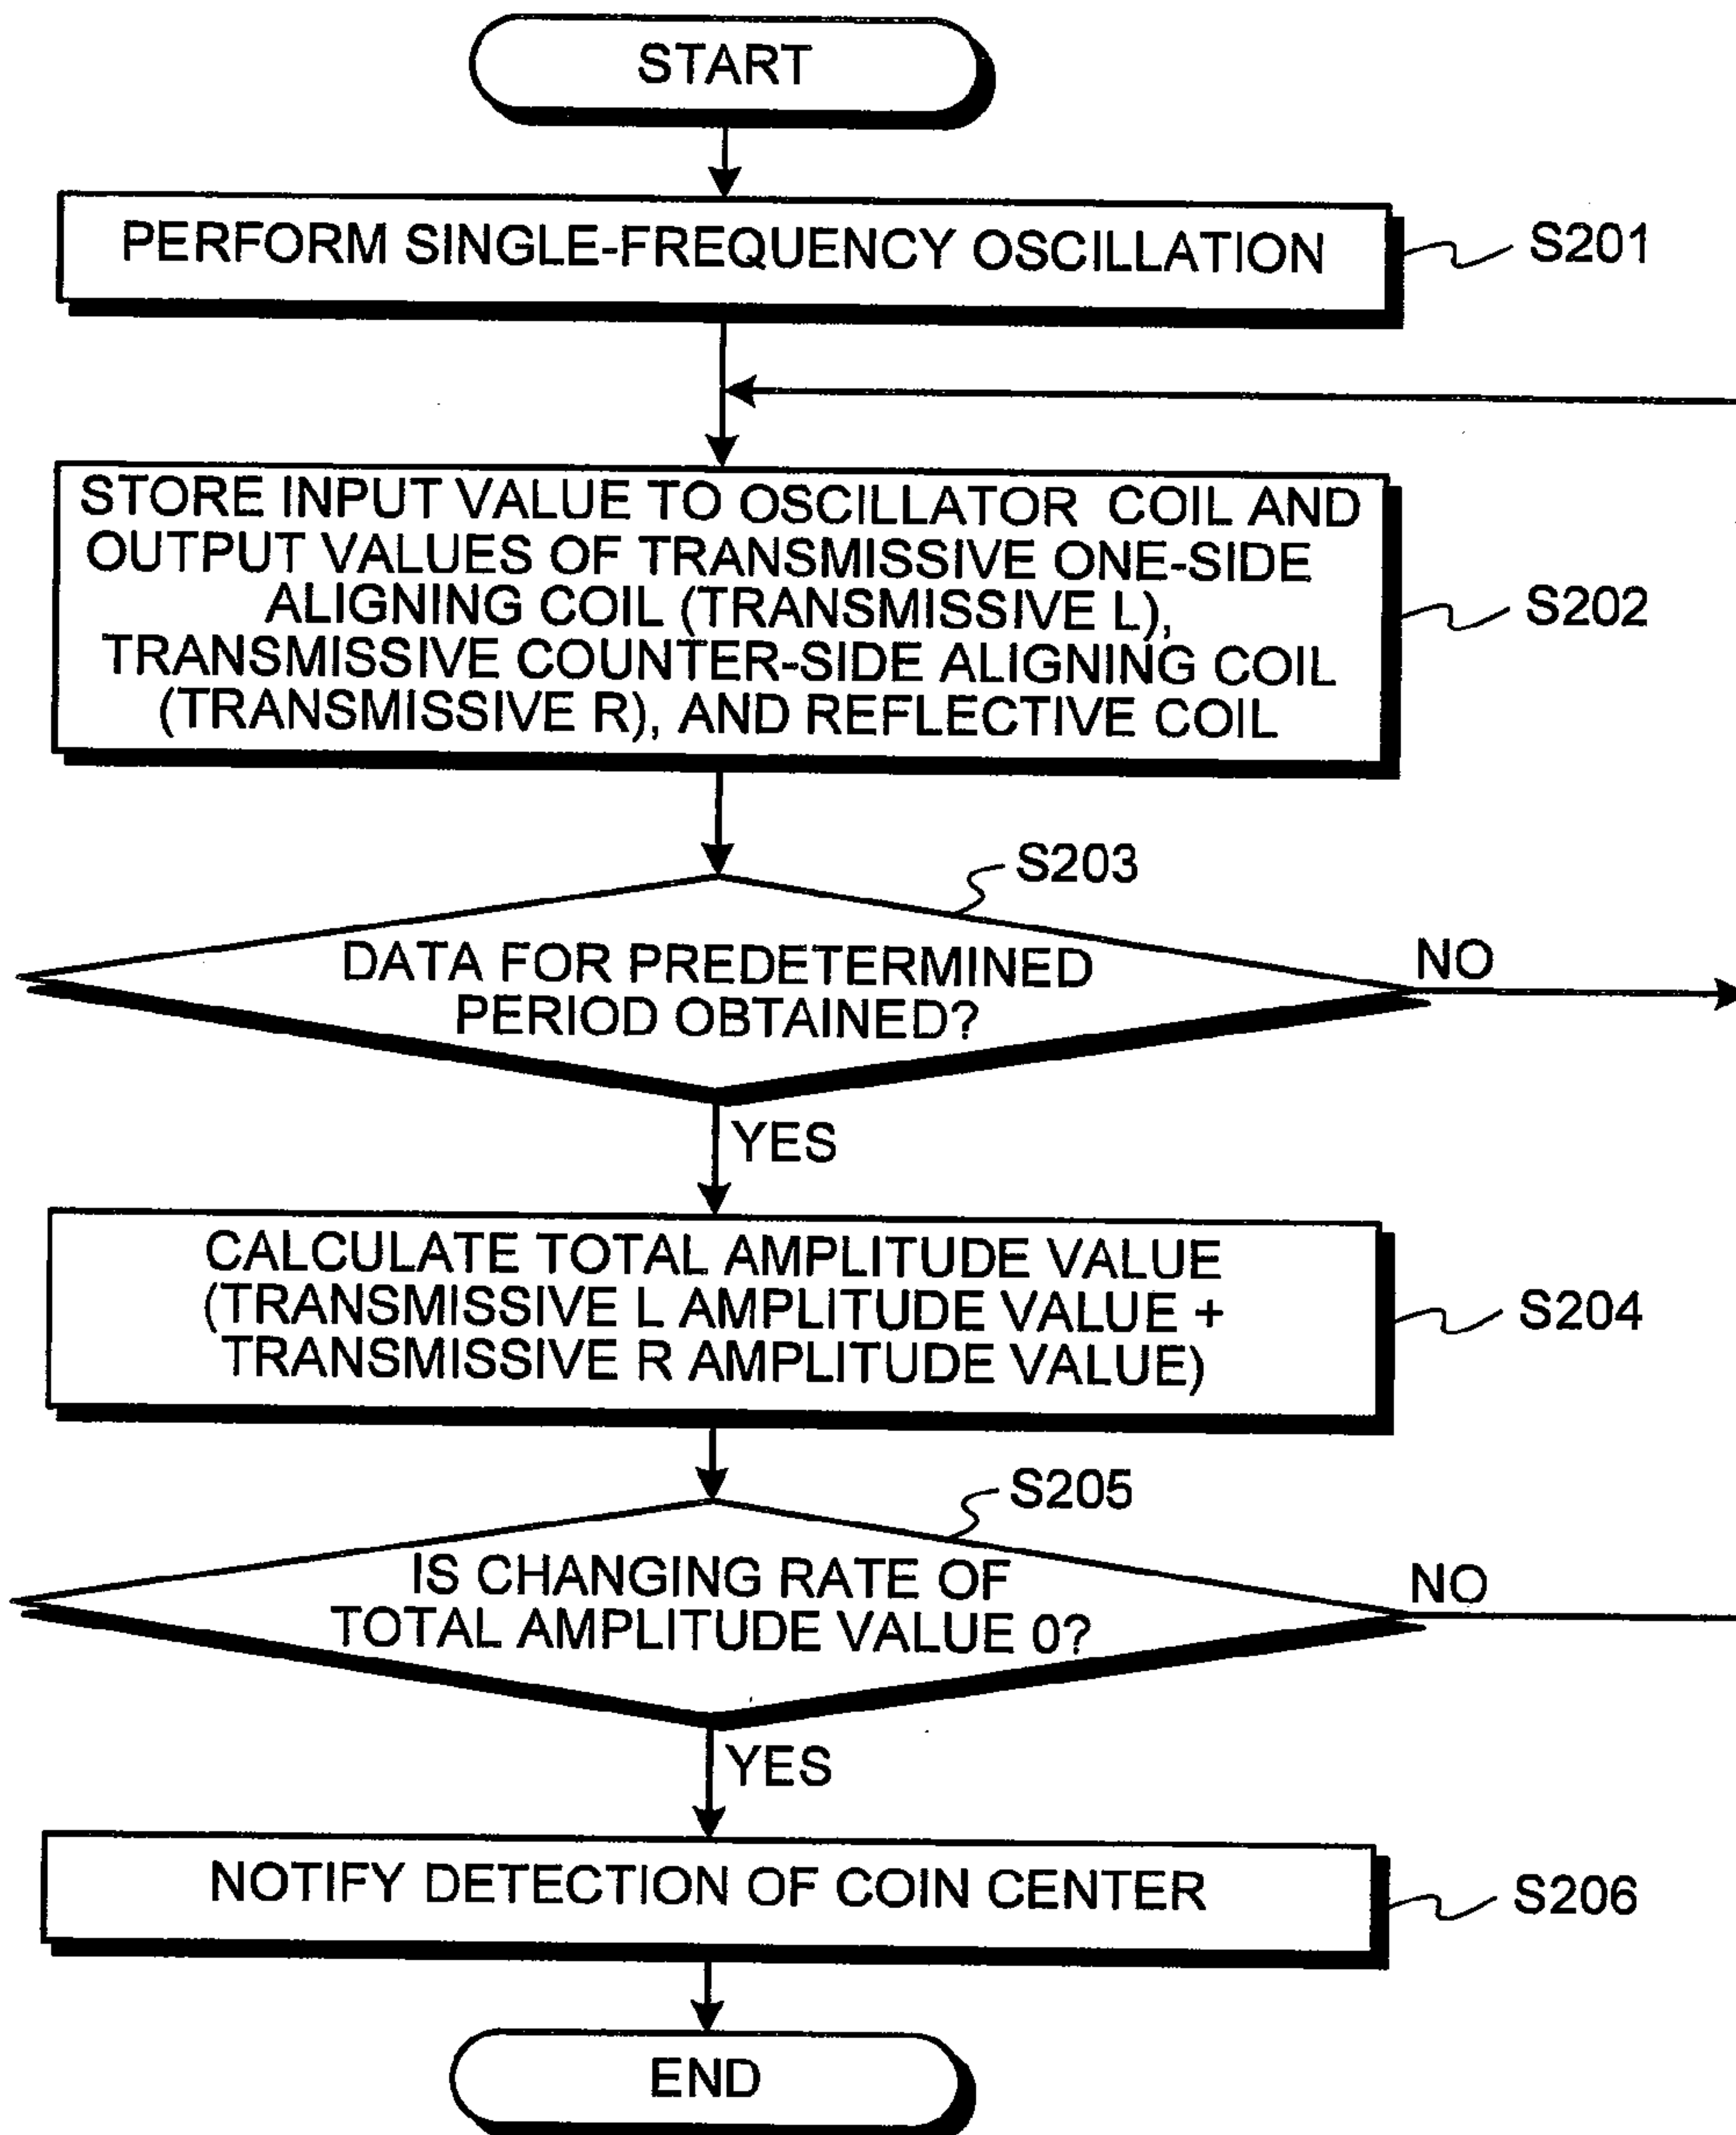 START
PERFORM SINGLE-FREQUENCY OSCILLATION
S201
STORE INPUT VALUE TO OSCILLATOR COIL AND
OUTPUT VALUES OF TRANSMISSIVE ONE-SIDE
ALIGNING COIL (TRANSMISSIVE L),
TRANSMISSIVE COUNTER-SIDE ALIGNING COIL
(TRANSMISSIVE R), AND REFLECTIVE COIL
S202
S203
DATA FOR PREDETERMINED
PERIOD OBTAINED?
NO
YES
CALCULATE TOTAL AMPLITUDE VALUE
(TRANSMISSIVE L AMPLITUDE VALUE +
TRANSMISSIVE R AMPLITUDE VALUE)
S204
S205
IS CHANGING RATE OF
TOTAL AMPLITUDE VALUE 0?
NO
YES
NOTIFY DETECTION OF COIN CENTER
S206
END